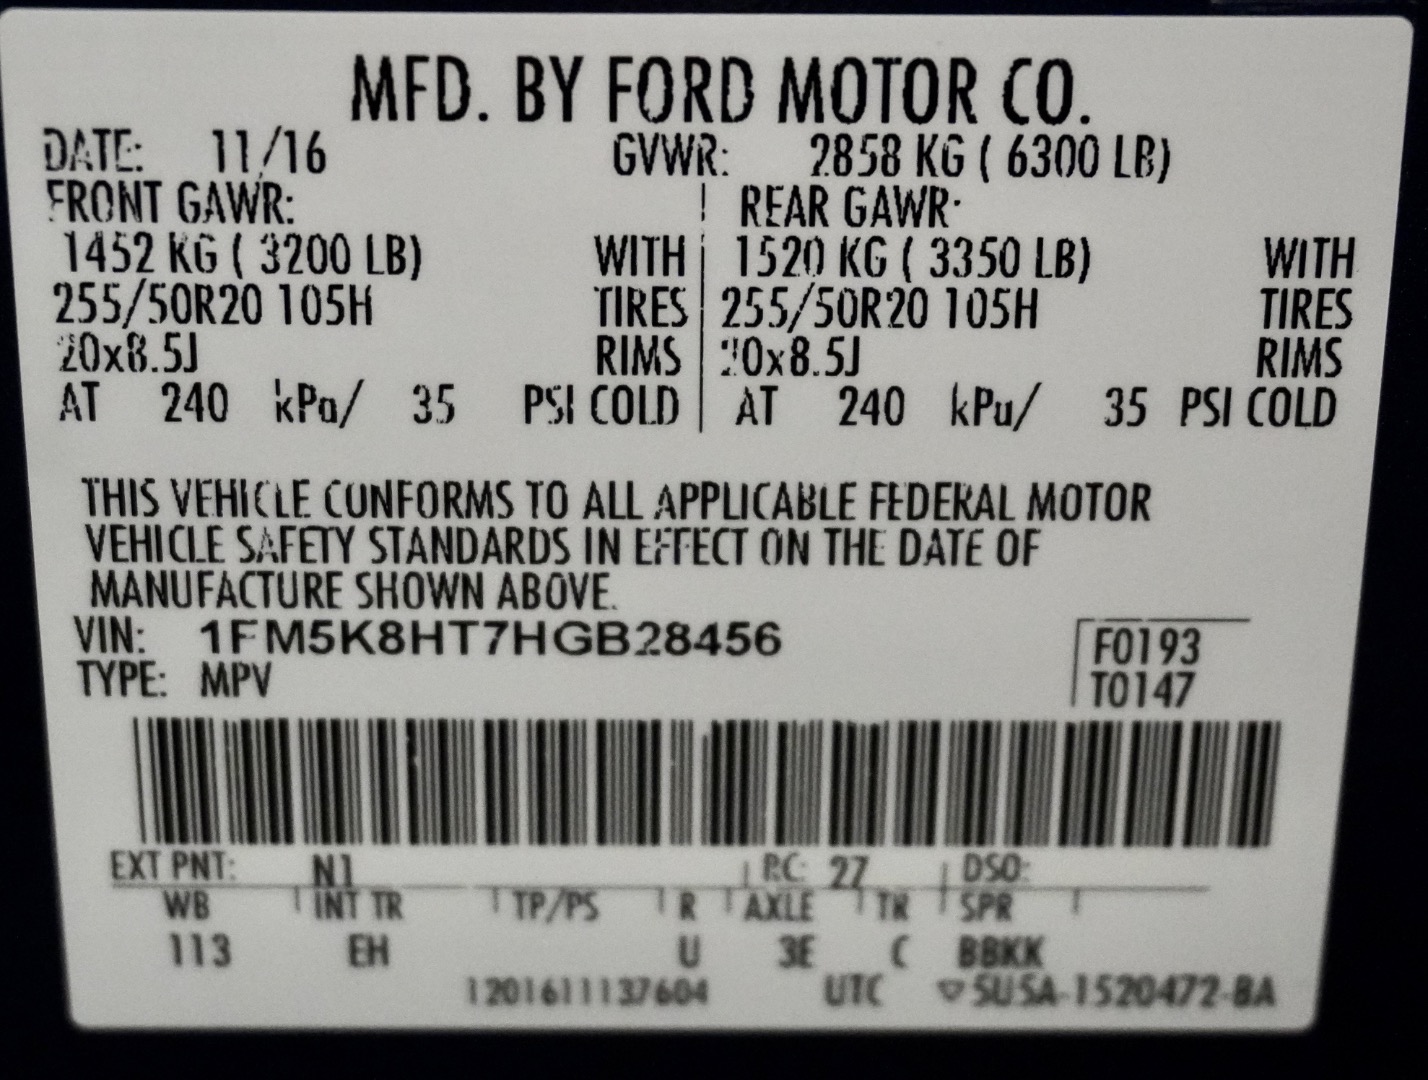 MFD. BY FORD MOTOR CO.
DATE: 11/16 GVWR: 2858 KG ( 6300 LB)
FRONT GAWR: REAR GAWR:
1452 KG ( 3200 LB) WITH 1520 KG ( 3350 LB) WITH
255/50R20 105H TIRES 255/50R20 105H TIRES
20x8.5J RIMS 20x8.5J RIMS
AT 240 kPa/ 35 PSI COLD AT 240 kPa/ 35 PSI COLD
THIS VEHICLE CONFORMS TO ALL APPLICABLE FEDERAL MOTOR
VEHICLE SAFETY STANDARDS IN EFFECT ON THE DATE OF
MANUFACTURE SHOWN ABOVE.
VIN: 1FM5K8HT7HGB28456 F0193
TYPE: MPV T0147
EXT PNT: N1 RC: 27 DSO:
WB INT TR TP/PS R AXLE TR SPR
113 EH U 3E C BBKK
1201611137604 UTC ▽SUSA-1520472-BA